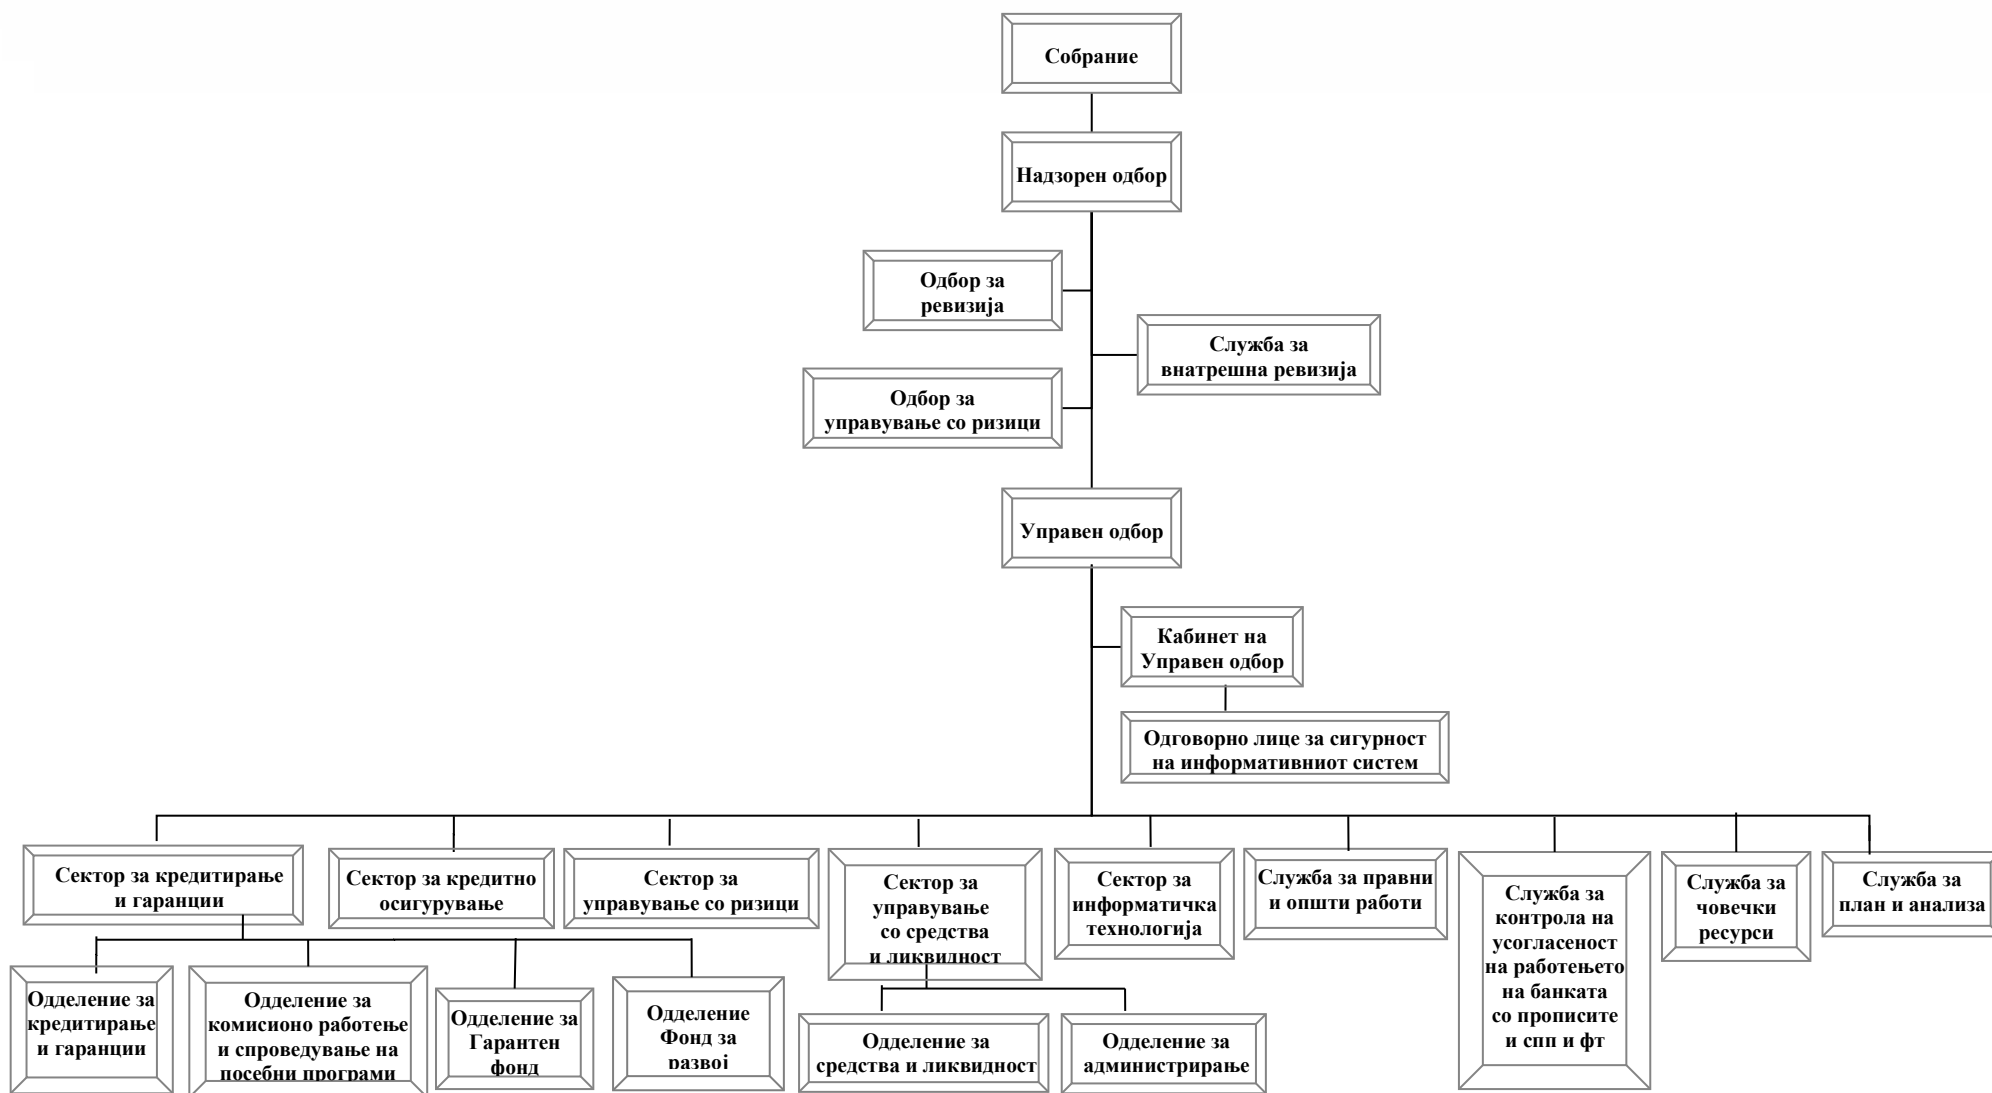 Собрание
Надзорен одбор
Одбор за
ревизија
Служба за
внатрешна ревизија
Одбор за
управување со ризици
Управен одбор
Кабинет на
Управен одбор
Одговорно лице за сигурност
на информативниот систем
Сектор за кредитирање
и гаранции
Сектор за кредитно
осигурување
Сектор за
управување со ризици
Сектор за
управување
со средства
и ликвидност
Сектор за
информатичка
технологија
Служба за правни
и општи работи
Служба за
контрола на
усогласеност
на работењето
на банката
со прописите
и спп и фт
Служба за
човечки
ресурси
Служба за
план и анализа
Одделение за
кредитирање
и гаранции
Одделение за
комисионо работење
и спроведување на
посебни програми
Одделение за
Гарантен
фонд
Одделение
Фонд за
развој
Одделение за
средства и ликвидност
Одделение за
администрирање